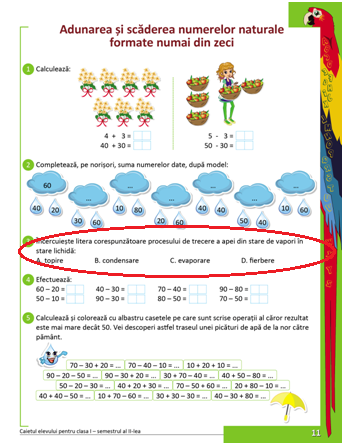 Adunarea și scăderea numerelor naturale
formate numai din zeci
1 Calculează:
4 + 3 =
40 + 30 =
5 - 3 =
50 - 30 =
2 Completează, pe norișori, suma numerelor date, după model:
60 ... ... ... ... ...
40 20 30 60 10 80 20 70 50 40 10
încercuiește litera corespunzătoare procesului de trecere a apei din stare de vapori în
stare lichidă:
A. topire B. condensare C. evaporare D. fierbere
4 Efectuează:
60 – 20 = 40 – 30 = 70 – 40 = 90 – 80 =
50 – 10 = 90 – 30 = 80 – 50 = 70 – 50 =
5 Calculează și colorează cu albastru casetele pe care sunt scrise operații al căror rezultat
este mai mare decât 50. Vei descoperi astfel traseul unei picături de apă de la nor către
pământ.
70 – 30 + 20 = ... 70 – 40 – 10 = ... 10 + 20 + 10 = ...
90 – 20 – 50 = ... 90 – 30 + 20 = ... 30 + 70 – 40 = ... 40 + 50 – 80 = ...
50 – 20 – 30 = ... 40 + 20 + 30 = ... 70 – 50 + 60 = ... 20 + 80 – 10 = ...
40 + 40 – 50 = ... 10 + 70 – 60 = ... 30 + 30 – 30 = ... 40 – 30 + 80 = ...
Caietul elevului pentru clasa I – semestrul al II-lea
11